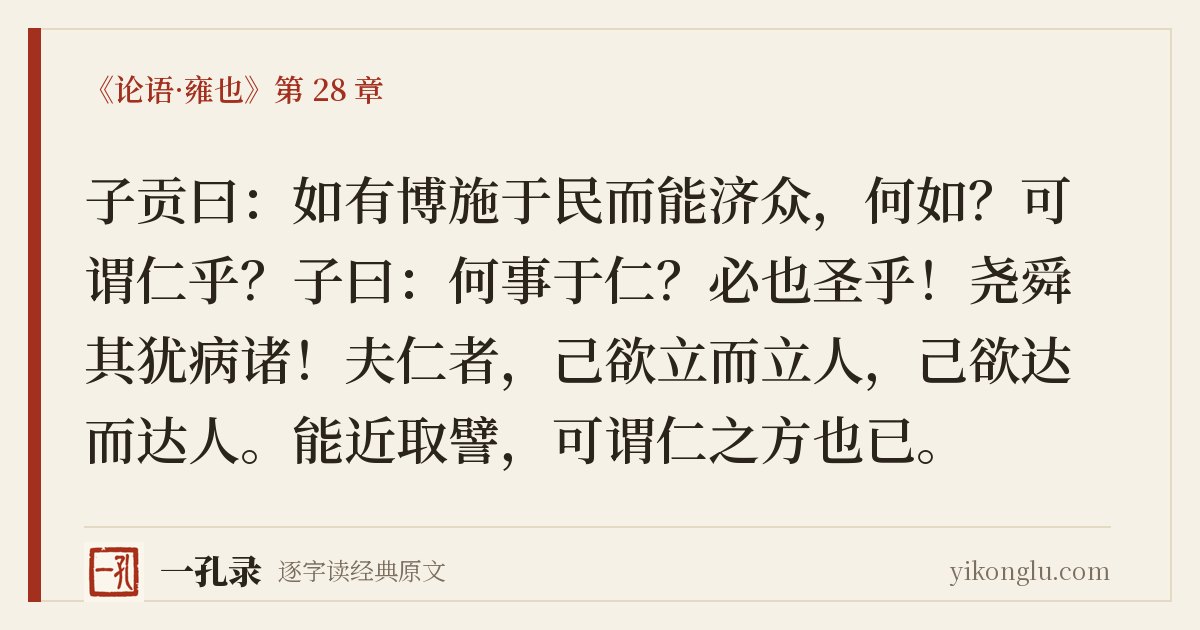 《论语·雍也》第 28 章
子贡曰：如有博施于民而能济众，何如？可
谓仁乎？子曰：何事于仁？必也圣乎！尧舜
其犹病诸！夫仁者，己欲立而立人，己欲达
而达人。能近取譬，可谓仁之方也已。
一孔
一孔录 逐字读经典原文 yikonglu.com